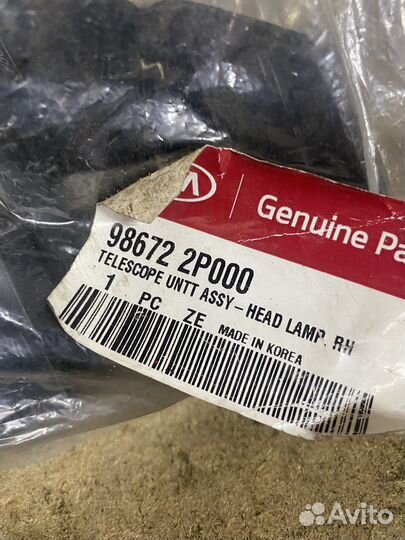 Genuine Pa
98672 2P000
TELESCOPE UNTT ASSY-HEAD LAMP, RH
1 PC ZE MADE IN KOREA
Avito